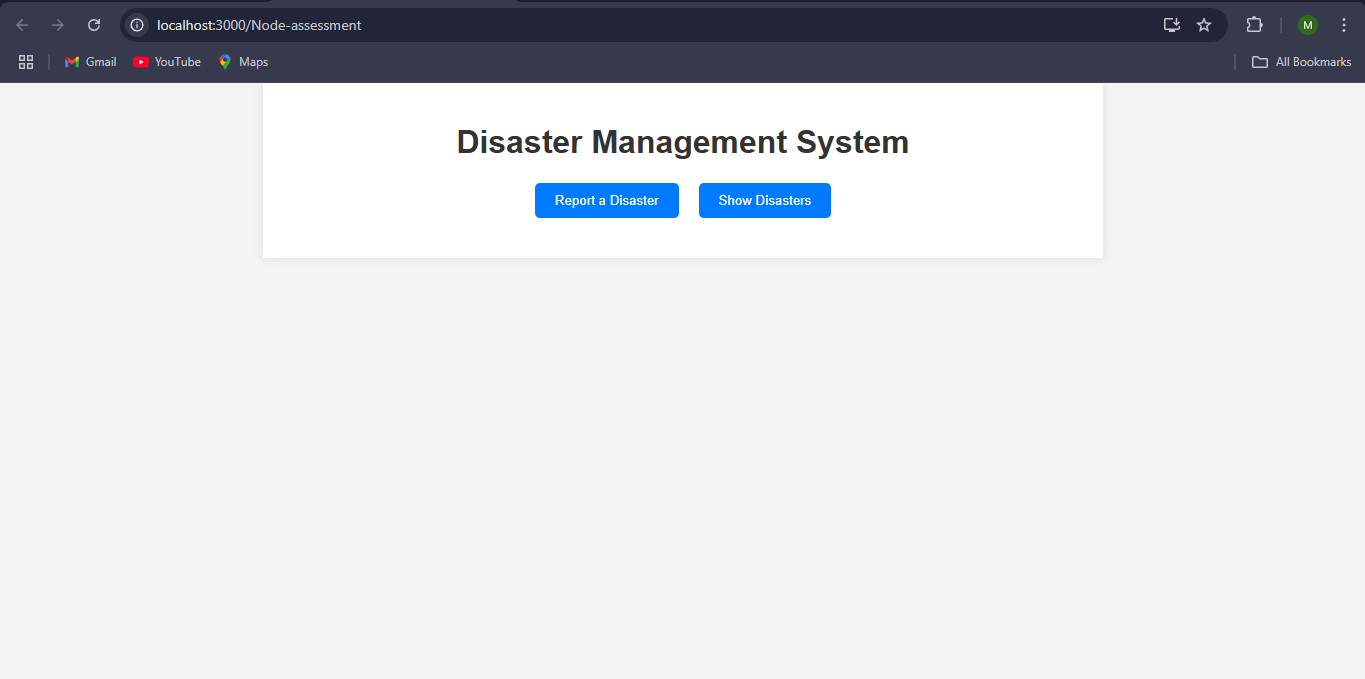 localhost:3000/Node-assessment
M
Gmail YouTube Maps All Bookmarks
Disaster Management System
Report a Disaster Show Disasters